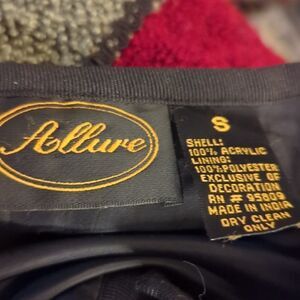 Allure
S
SHELL:
100% ACRYLIC
LINING:
100%POLYESTER
EXCLUSIVE OF
DECORATION
RN # 95809
MADE IN INDIA
DRY CLEAN
ONLY